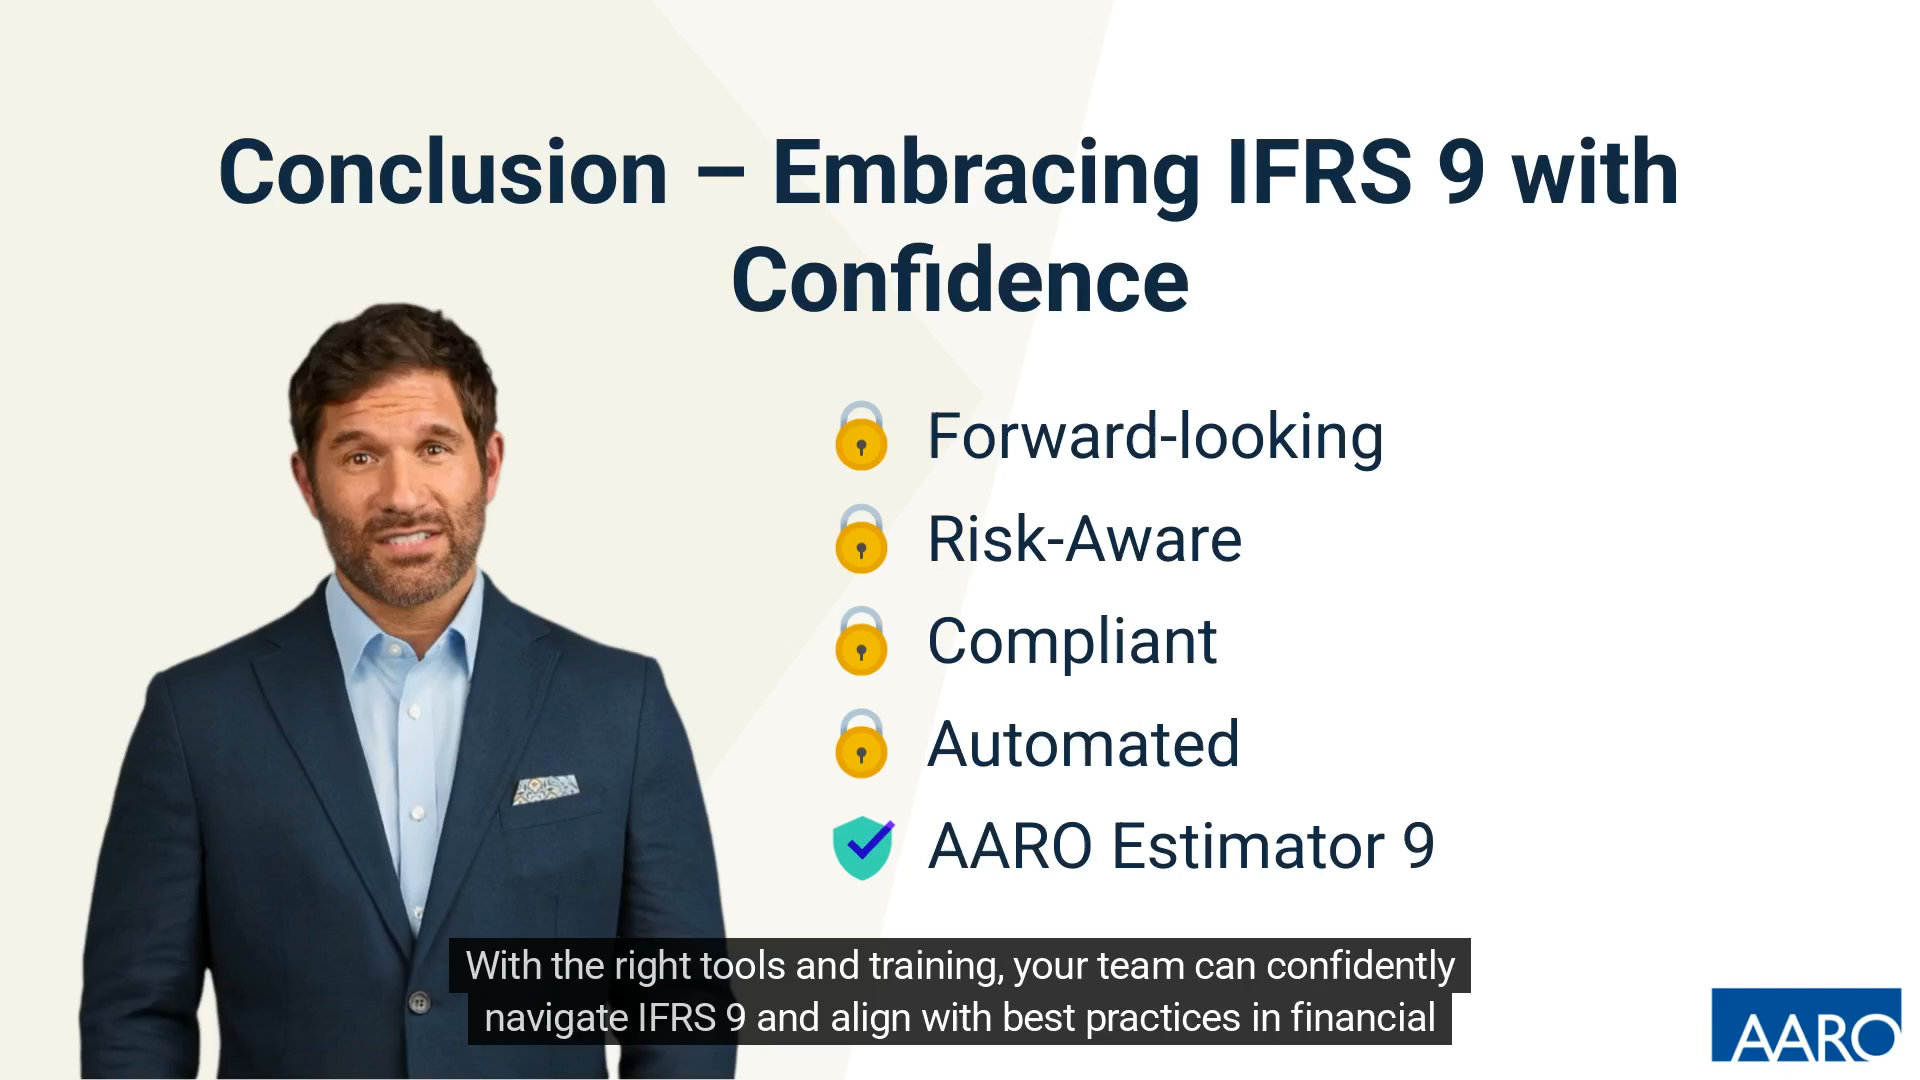 Conclusion – Embracing IFRS 9 with
Confidence
Forward-looking
Risk-Aware
Compliant
Automated
AARO Estimator 9
With the right tools and training, your team can confidently
navigate IFRS 9 and align with best practices in financial
AARO